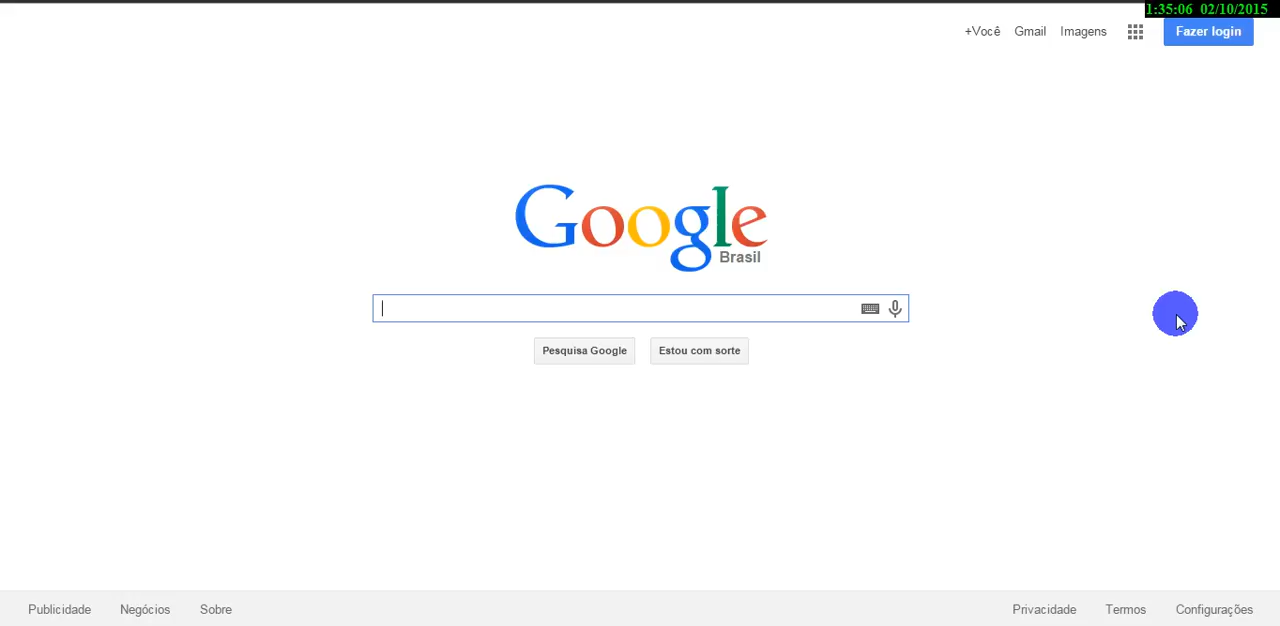 1:35:06 02/10/2015
+Você Gmail Imagens Fazer login
Google
Brasil
Pesquisa Google Estou com sorte
Publicidade Negócios Sobre Privacidade Termos Configurações